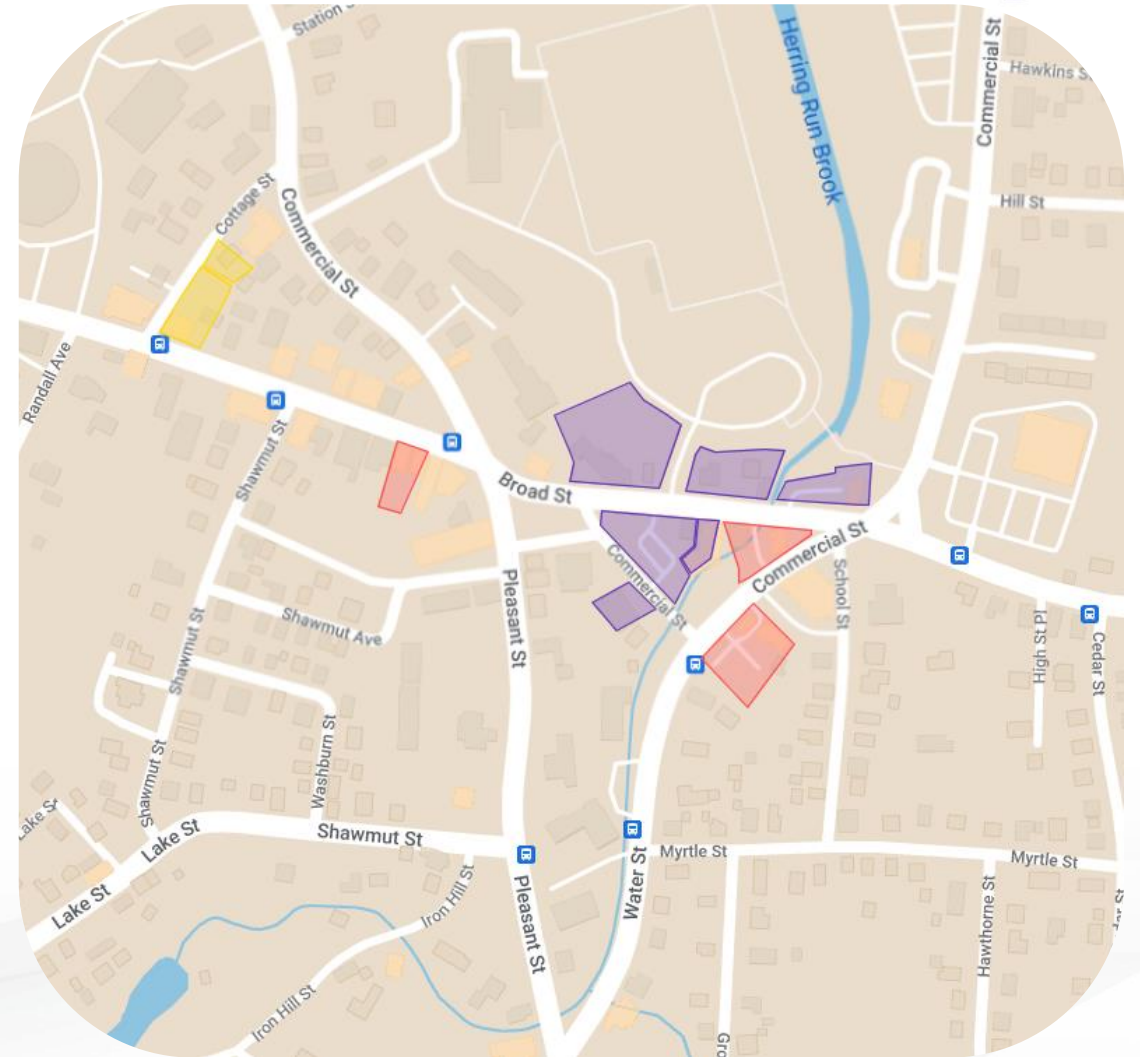 Station
Commercial St
Hawkins S
Herring Run Brook
Hill St
Cottage St
Commercial St
Randall Ave
Shawmut St
Broad St
Commercial St
Commercial St
School St
Pleasant St
Shawmut Ave
Shawmut St
High St Pl
Cedar St
Washburn St
Shawmut St
Lake St
Lake St
Shawmut St
Lake St
Myrtle St
Myrtle St
Water St
Iron Hill St
Pleasant St
Hawthorne St
Iron Hill St
Gro